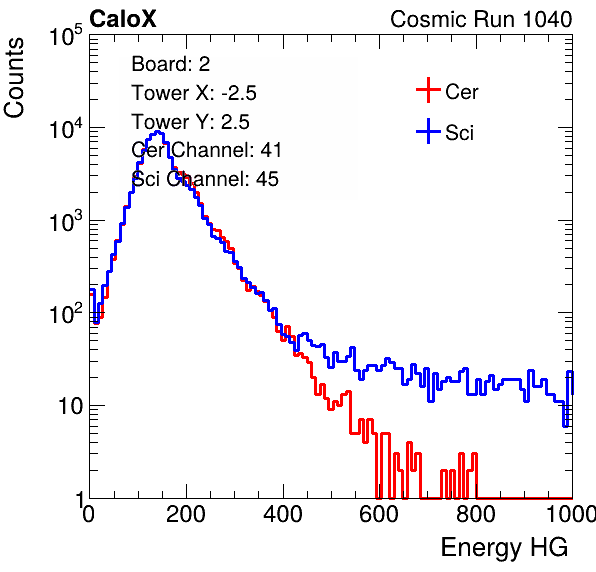 CaloX Cosmic Run 1040
Counts
10^5
10^4
10^3
10^2
10
1
Board: 2
Tower X: -2.5
Tower Y: 2.5
Cer Channel: 41
Sci Channel: 45
Cer
Sci
0 200 400 600 800 1000
Energy HG